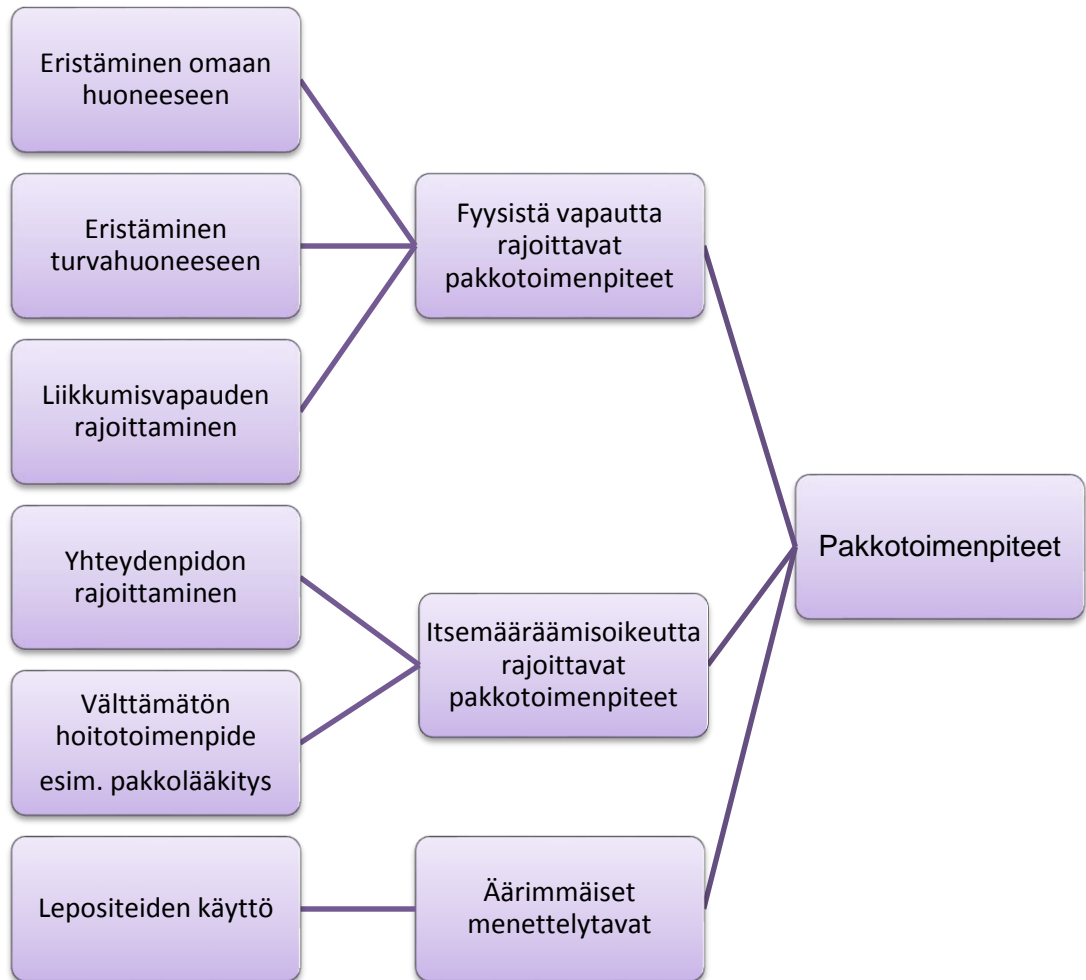 Eristäminen omaan
huoneeseen
Eristäminen
turvahuoneeseen
Liikkumisvapauden
rajoittaminen
Yhteydenpidon
rajoittaminen
Välttämätön
hoitotoimenpide
esim. pakkolääkitys
Lepositeiden käyttö
Fyysistä vapautta
rajoittavat
pakkotoimenpiteet
Itsemääräämisoikeutta
rajoittavat
pakkotoimenpiteet
Äärimmäiset
menettelytavat
Pakkotoimenpiteet